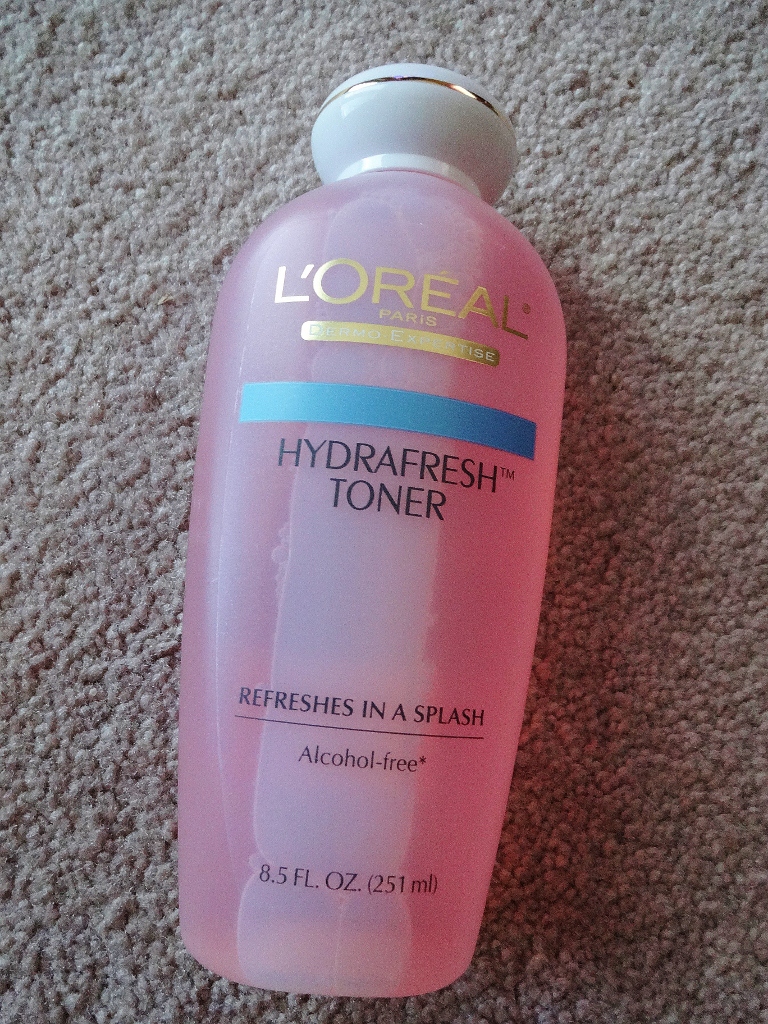 L'ORÉAL®
PARIS
DERMO-EXPERTISE
HYDRAFRESH™
TONER
REFRESHES IN A SPLASH
Alcohol-free*
8.5 FL. OZ. (251 ml)